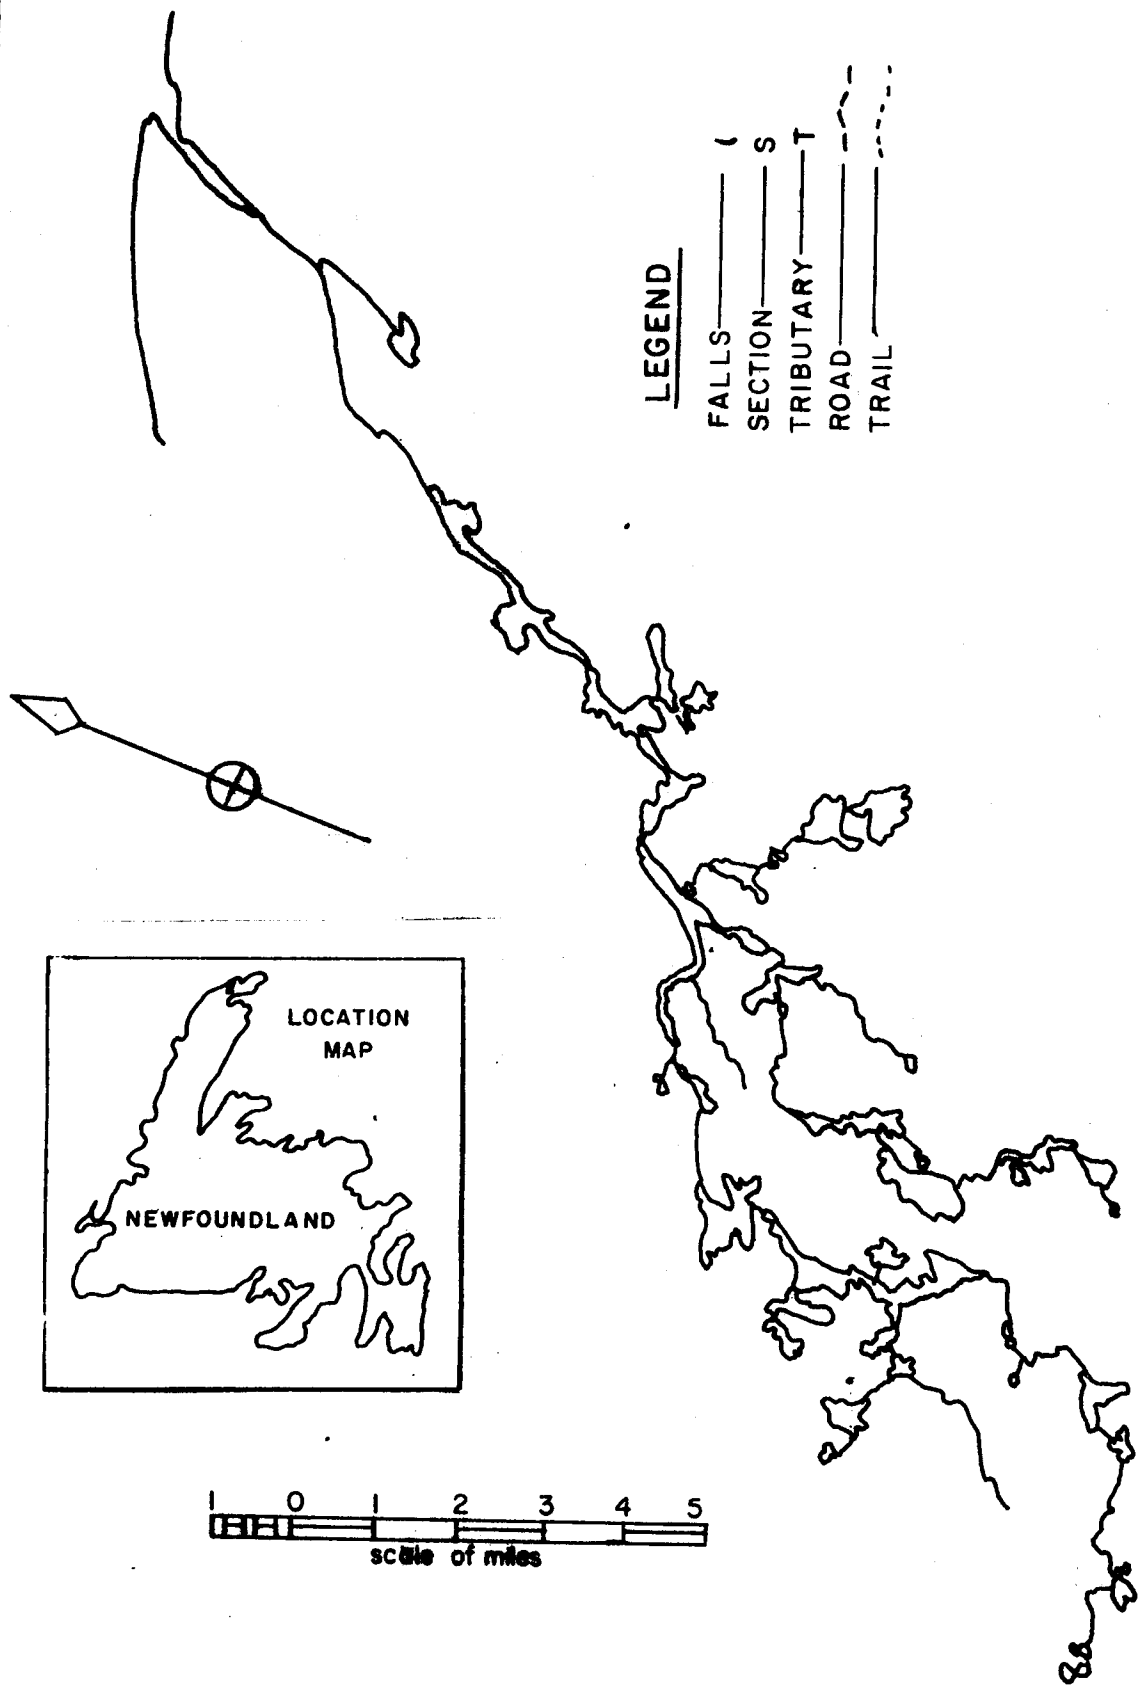 LEGEND
FALLS (
SECTION S
TRIBUTARY T
ROAD
TRAIL
LOCATION
MAP
NEWFOUNDLAND
1 0 1 2 3 4 5
scale of miles